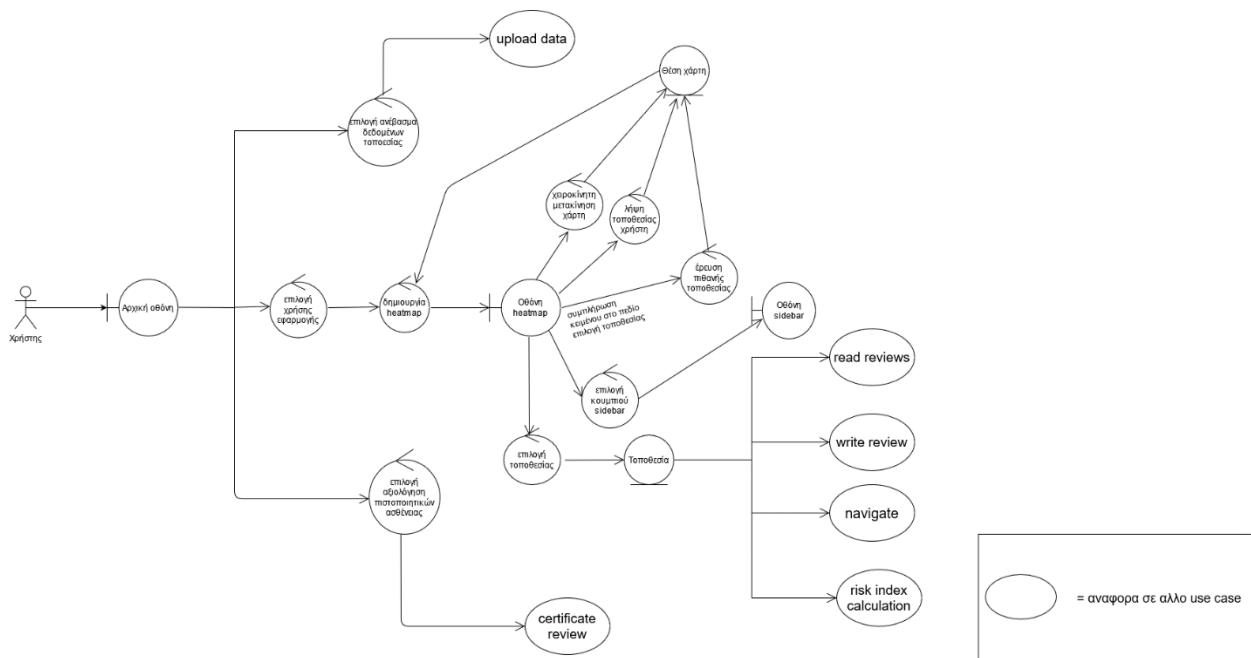 upload data
Θέση χάρτη
επιλογή ανέβασμα
δεδομένων
τοποεσίας
χειροκίνητη
μετακίνηση
χάρτη
λήψη
τοποθεσίας
χρήστη
έρευση
πιθανής
τοποθεσίας
Χρήστης
Αρχική οθόνη
επιλογή
χρήσης
εφαρμογής
δημιουργία
heatmap
Οθόνη
heatmap
συμπλήρωση
κειμένου στο πεδίο
επιλογή τοποθεσίας
Οθόνη
sidebar
επιλογή
κουμπιού
sidebar
read reviews
επιλογή
τοποθεσίας
Τοποθεσία
write review
επιλογή
αξιολόγηση
πιστοποιητικών
ασθένειας
navigate
risk index
calculation
certificate
review
= αναφορα σε αλλο use case